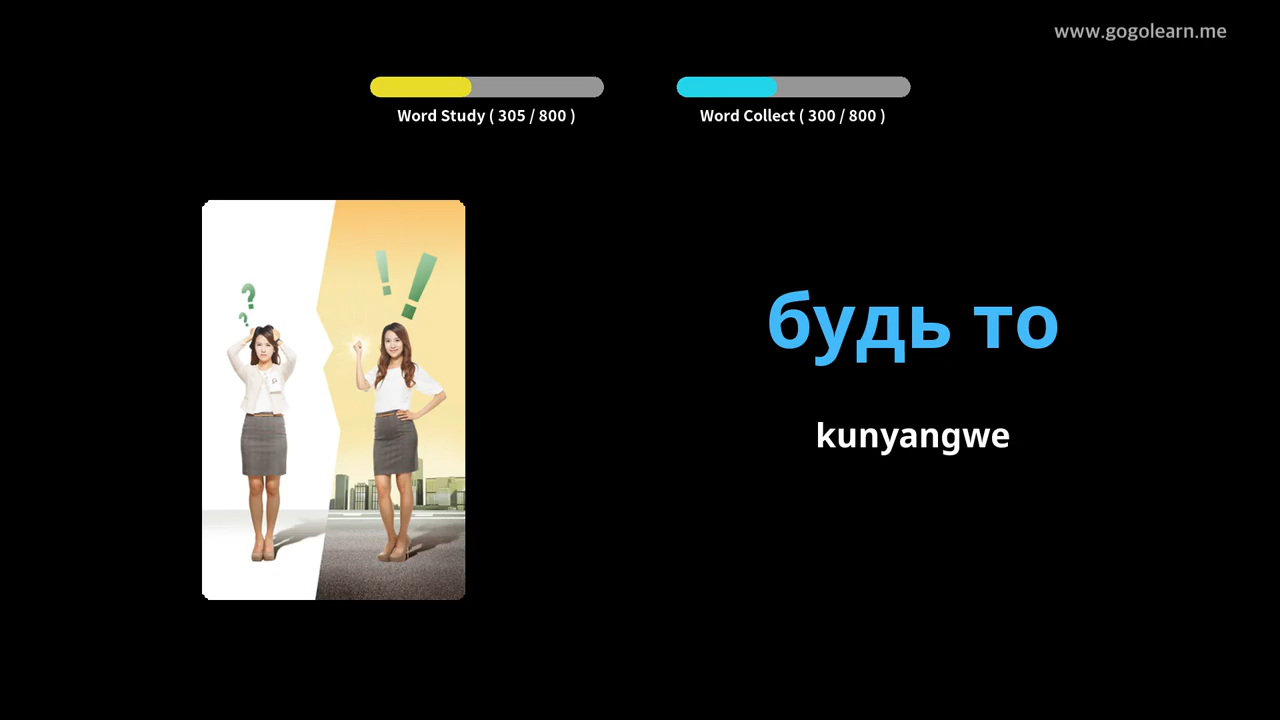 www.gogolearn.me
Word Study ( 305 / 800 )
Word Collect ( 300 / 800 )
? ?
! !
будь то
kunyangwe